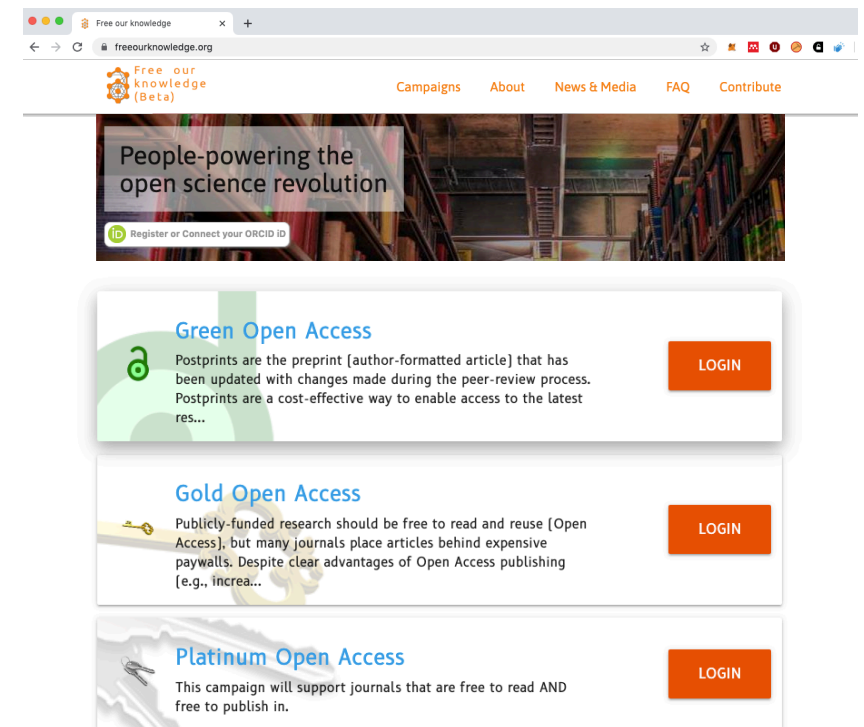 Free our knowledge
freeourknowledge.org
Free our
knowledge
(Beta)
Campaigns About News & Media FAQ Contribute
People-powering the
open science revolution
iD Register or Connect your ORCID iD
Green Open Access
Postprints are the preprint (author-formatted article) that has
been updated with changes made during the peer-review process.
Postprints are a cost-effective way to enable access to the latest
res...
LOGIN
Gold Open Access
Publicly-funded research should be free to read and reuse (Open
Access), but many journals place articles behind expensive
paywalls. Despite clear advantages of Open Access publishing
(e.g., increa...
LOGIN
Platinum Open Access
This campaign will support journals that are free to read AND
free to publish in.
LOGIN